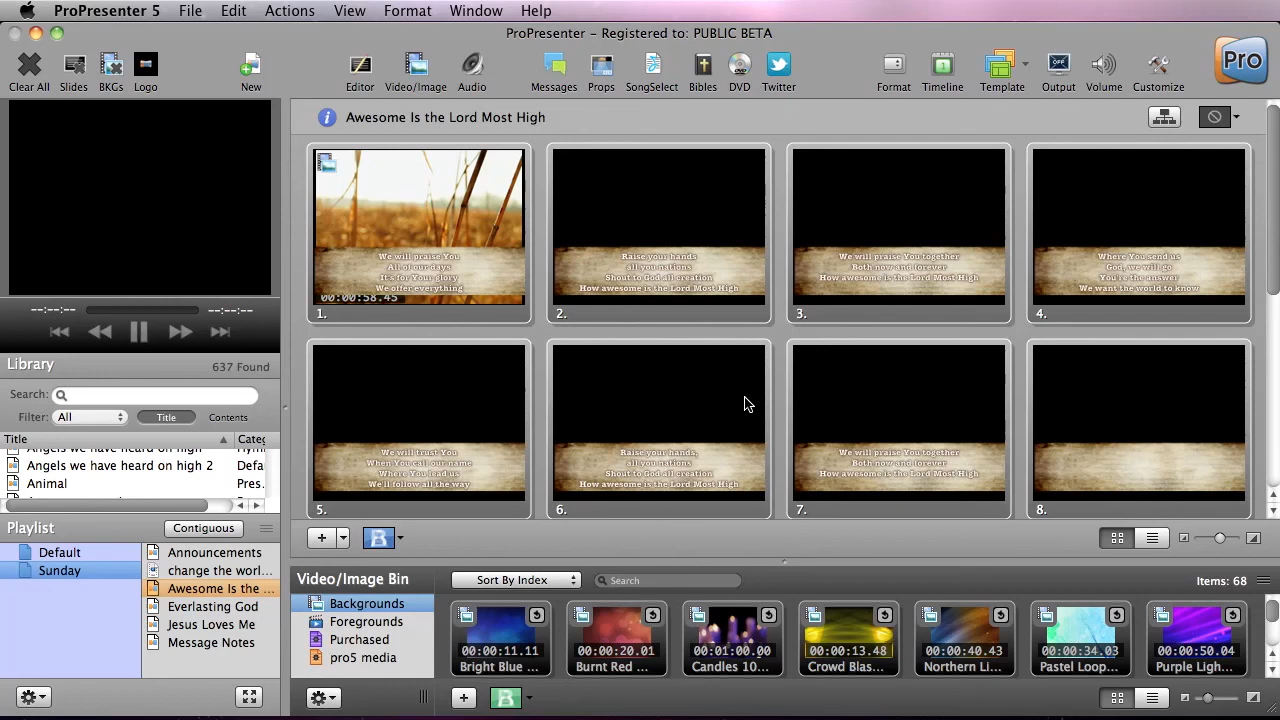 ProPresenter 5 File Edit Actions View Format Window Help
ProPresenter – Registered to: PUBLIC BETA
Clear All Slides BKGs Logo New Editor Video/Image Audio Messages Props SongSelect Bibles DVD Twitter Format Timeline Template Output Volume Customize
Pro
Awesome Is the Lord Most High
We will praise You
All of our days
It's for Your glory
We offer everything
00:00:58.45
1.
Raise your hands
all you nations
Shout to God all creation
How awesome is the Lord Most High
2.
We will praise You together
Both now and forever
How awesome is the Lord Most High
3.
Where You send us
God, we will go
You're the answer
We want the world to know
4.
--:--:-- --:--:--
Library 637 Found
Search:
Filter: All Title Contents
Title Categ
Angels we have heard on high Hymn
Angels we have heard on high 2 Defa
Animal Pres...
We will trust You
When You call our name
Where You lead us
We'll follow all the way
5.
Raise your hands,
all you nations
Shout to God all creation
How awesome is the Lord Most High
6.
We will praise You together
Both now and forever
How awesome is the Lord Most High
7.
8.
Playlist Contiguous
Default
Sunday
Announcements
change the worl...
Awesome Is the ...
Everlasting God
Jesus Loves Me
Message Notes
B
Video/Image Bin Sort By Index Search Items: 68
Backgrounds
Foregrounds
Purchased
pro5 media
00:00:11.11
Bright Blue ...
00:00:20.01
Burnt Red ...
00:01:00.00
Candles 10...
00:00:13.48
Crowd Blas...
00:00:40.43
Northern Li...
00:00:34.03
Pastel Loop...
00:00:50.04
Purple Ligh...
B